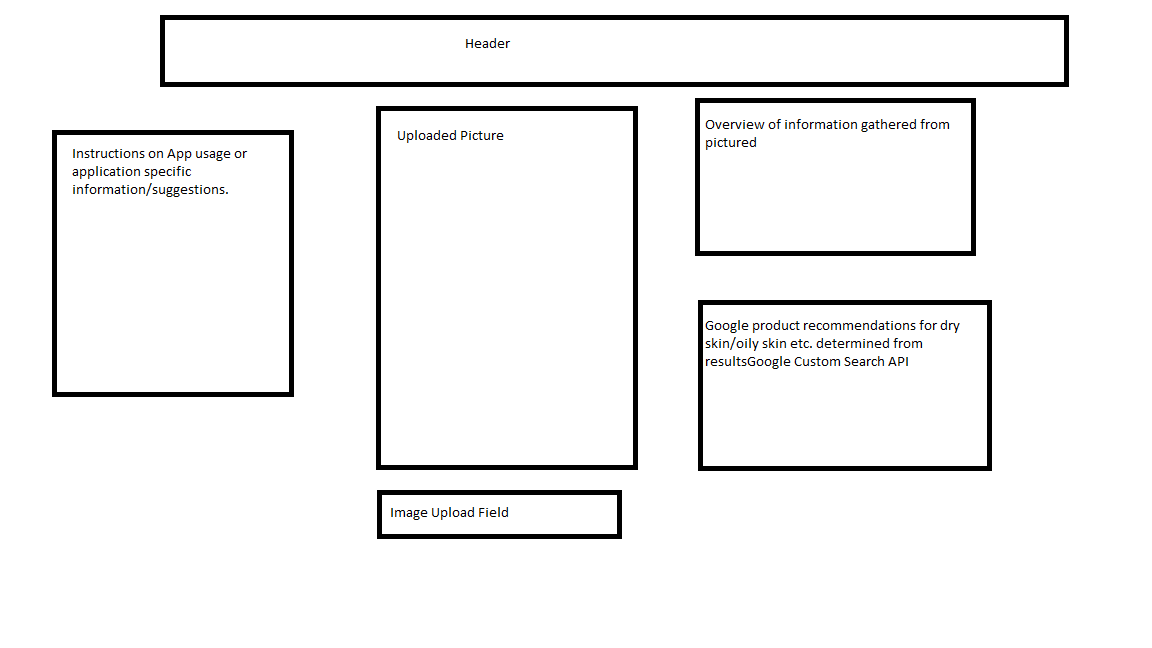 Header
Instructions on App usage or
application specific
information/suggestions.
Uploaded Picture
Overview of information gathered from
pictured
Google product recommendations for dry
skin/oily skin etc. determined from
resultsGoogle Custom Search API
Image Upload Field